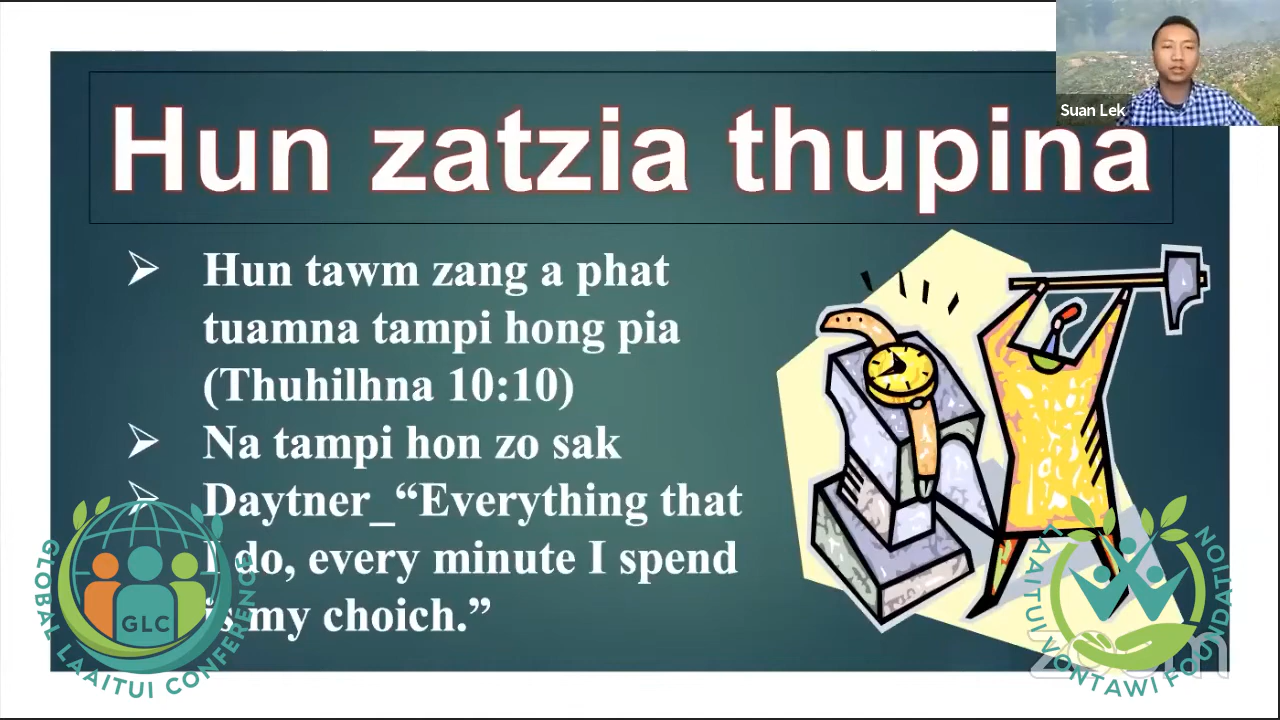 Suan Lek
Hun zatzia thupina
Hun tawm zang a phat
tuamna tampi hong pia
(Thuhilhna 10:10)
Na tampi hon zo sak
Daytner_“Everything that
I do, every minute I spend
is my choich.”
GLC
GLOBAL LAAITUI CONFERENCE
LAAITUI VONTAWI FOUNDATION
zoom